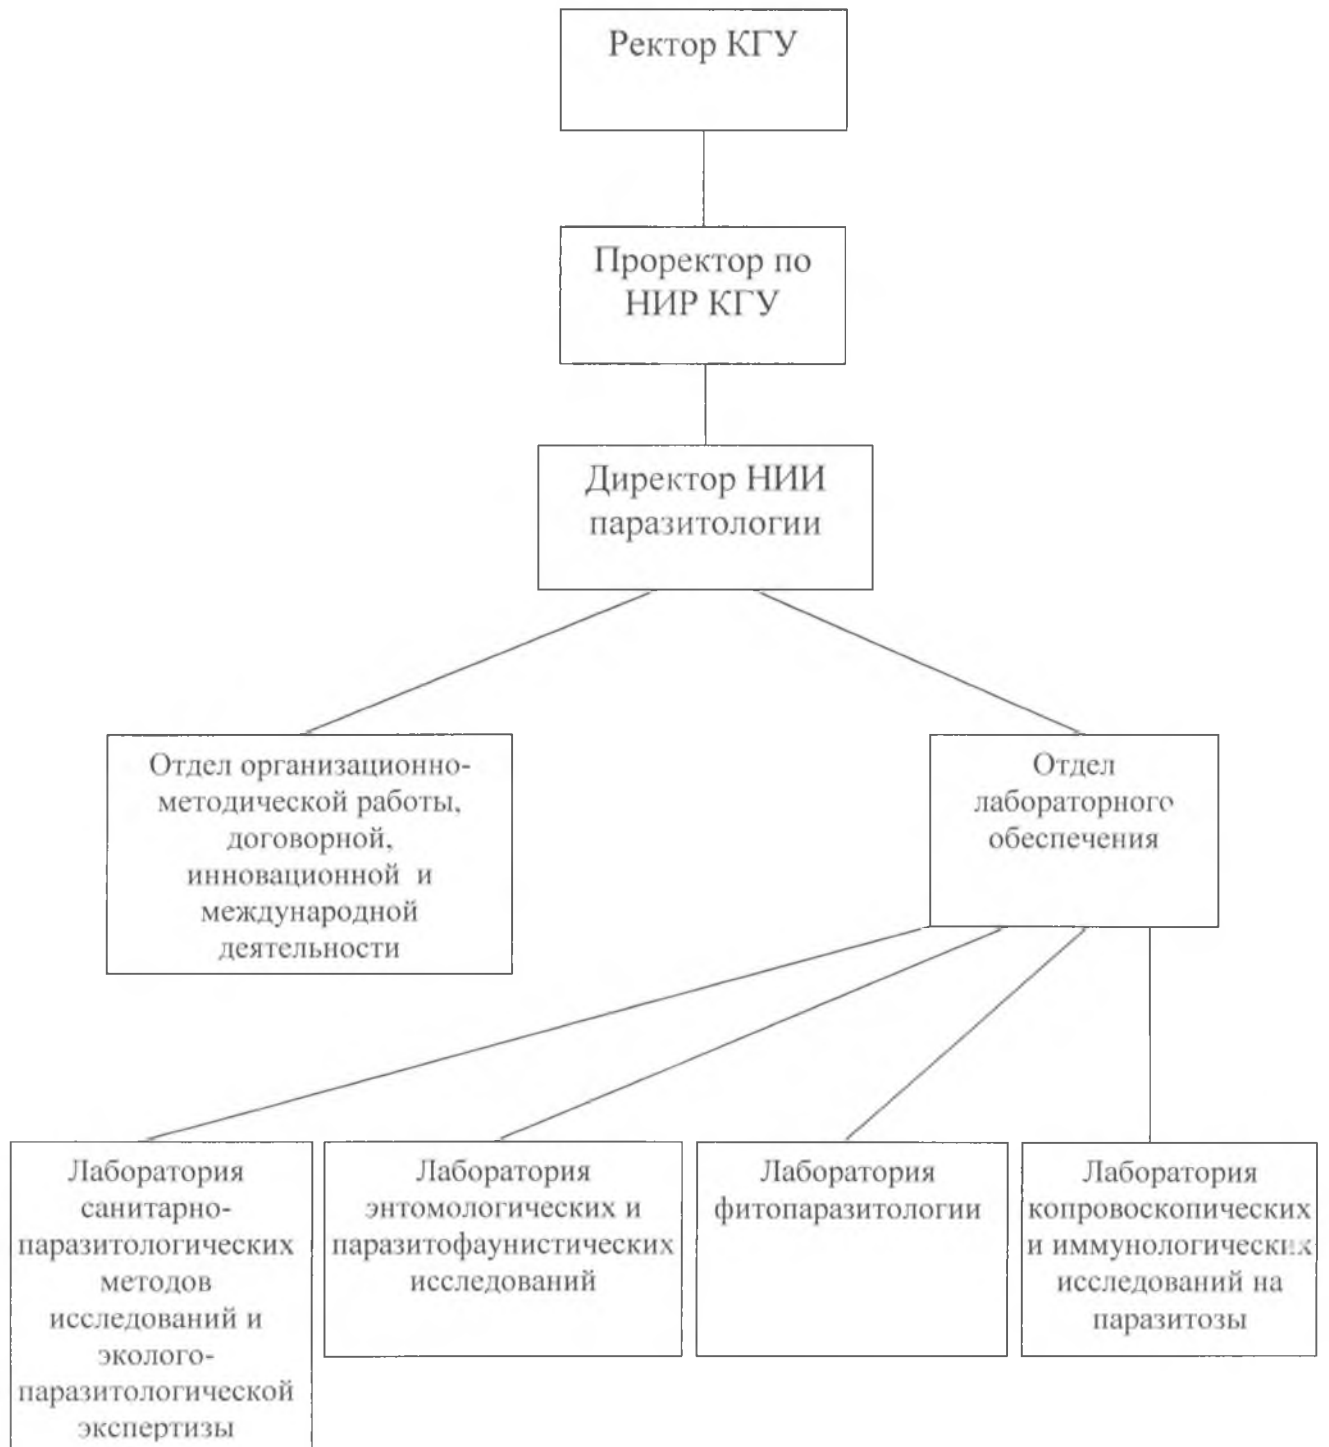 Ректор КГУ
Проректор по
НИР КГУ
Директор НИИ
паразитологии
Отдел организационно-
методической работы,
договорной,
инновационной и
международной
деятельности
Отдел
лабораторного
обеспечения
Лаборатория
санитарно-
паразитологических
методов
исследований и
эколого-
паразитологической
экспертизы
Лаборатория
энтомологических и
паразитофаунистических
исследований
Лаборатория
фитопаразитологии
Лаборатория
копровоскопических
и иммунологических
исследований на
паразитозы